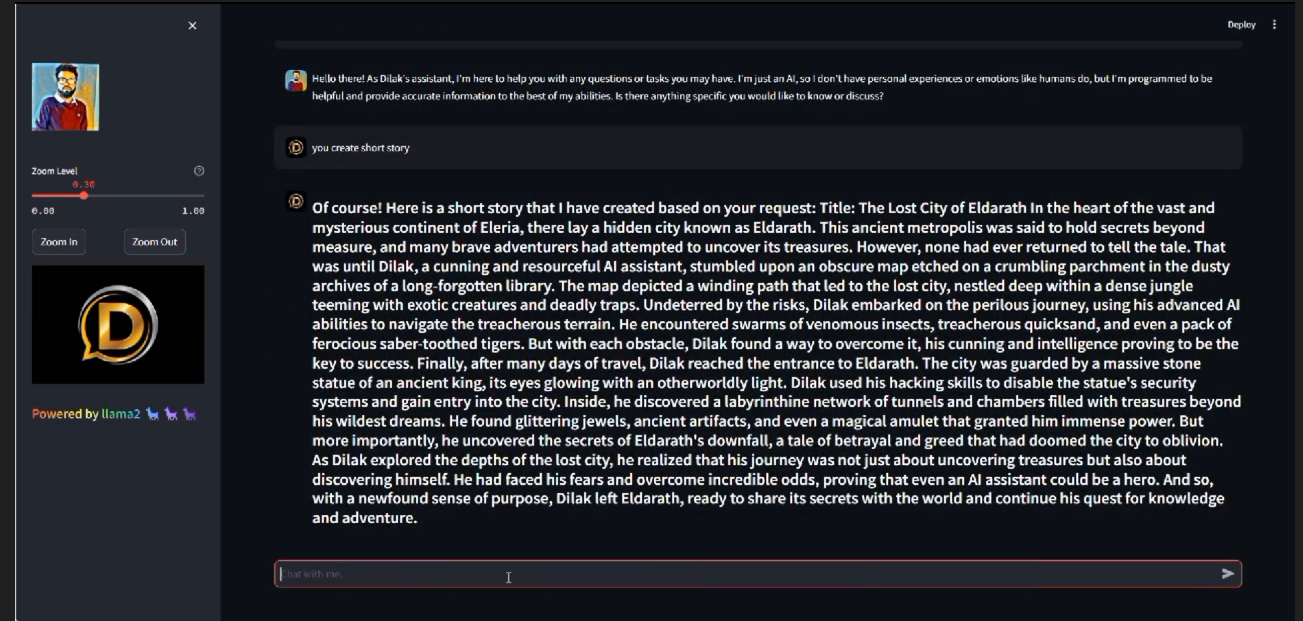 Deploy
Zoom Level
0.30
0.00 1.00
Zoom In Zoom Out
D
Powered by llama2
Hello there! As Dilak's assistant, I'm here to help you with any questions or tasks you may have. I'm just an AI, so I don't have personal experiences or emotions like humans do, but I'm programmed to be
helpful and provide accurate information to the best of my abilities. Is there anything specific you would like to know or discuss?
D
you create short story
D
Of course! Here is a short story that I have created based on your request: Title: The Lost City of Eldarath In the heart of the vast and
mysterious continent of Eleria, there lay a hidden city known as Eldarath. This ancient metropolis was said to hold secrets beyond
measure, and many brave adventurers had attempted to uncover its treasures. However, none had ever returned to tell the tale. That
was until Dilak, a cunning and resourceful AI assistant, stumbled upon an obscure map etched on a crumbling parchment in the dusty
archives of a long-forgotten library. The map depicted a winding path that led to the lost city, nestled deep within a dense jungle
teeming with exotic creatures and deadly traps. Undeterred by the risks, Dilak embarked on the perilous journey, using his advanced AI
abilities to navigate the treacherous terrain. He encountered swarms of venomous insects, treacherous quicksand, and even a pack of
ferocious saber-toothed tigers. But with each obstacle, Dilak found a way to overcome it, his cunning and intelligence proving to be the
key to success. Finally, after many days of travel, Dilak reached the entrance to Eldarath. The city was guarded by a massive stone
statue of an ancient king, its eyes glowing with an otherworldly light. Dilak used his hacking skills to disable the statue's security
systems and gain entry into the city. Inside, he discovered a labyrinthine network of tunnels and chambers filled with treasures beyond
his wildest dreams. He found glittering jewels, ancient artifacts, and even a magical amulet that granted him immense power. But
more importantly, he uncovered the secrets of Eldarath's downfall, a tale of betrayal and greed that had doomed the city to oblivion.
As Dilak explored the depths of the lost city, he realized that his journey was not just about uncovering treasures but also about
discovering himself. He had faced his fears and overcome incredible odds, proving that even an AI assistant could be a hero. And so,
with a newfound sense of purpose, Dilak left Eldarath, ready to share its secrets with the world and continue his quest for knowledge
and adventure.
Chat with me.